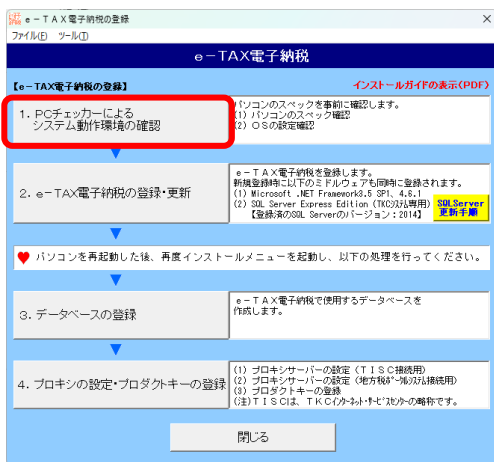 e－TAX電子納税の登録
ファイル(F) ツール(T)
e－TAX電子納税
【e－TAX電子納税の登録】
インストールガイドの表示(PDF)
1. PCチェッカーによる
システム動作環境の確認
パソコンのスペックを事前に確認します。
(1) パソコンのスペック確認
(2) OSの設定確認
2. e－TAX電子納税の登録・更新
e－TAX電子納税を登録します。
新規登録時に以下のミドルウェアも同時に登録されます。
(1) Microsoft .NET Framework3.5 SP1、4.6.1
(2) SQL Server Express Edition (TKCシステム専用)
【登録済のSQL Serverのバージョン：2014】
SQLServer
更新手順
パソコンを再起動した後、再度インストールメニューを起動し、以下の処理を行ってください。
3. データベースの登録
e－TAX電子納税で使用するデータベースを
作成します。
4. プロキシの設定・プロダクトキーの登録
(1) プロキシサーバーの設定（TISC接続用）
(2) プロキシサーバーの設定（地方税ポータルシステム接続用）
(3) プロダクトキーの登録
(注)TISCは、TKCインターネット・サービスセンターの略称です。
閉じる